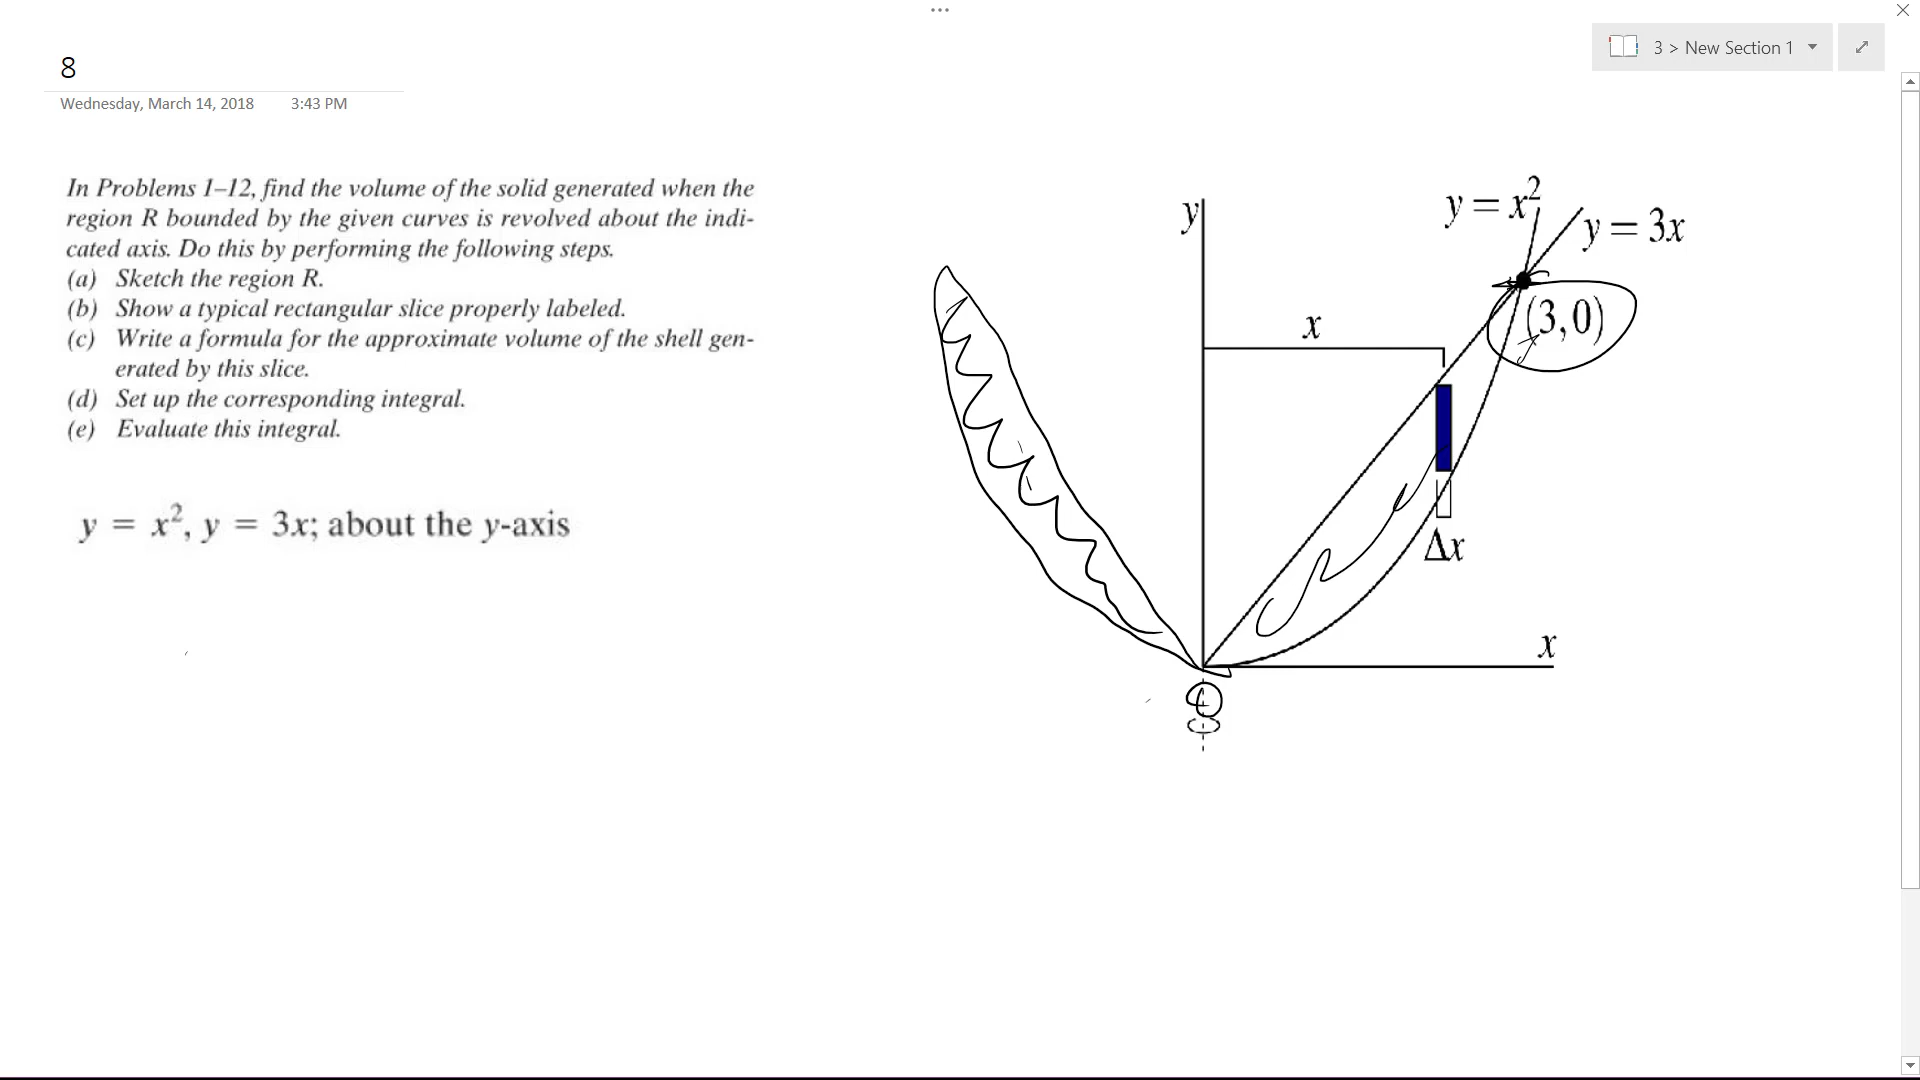 3 > New Section 1
8
Wednesday, March 14, 2018 3:43 PM
In Problems 1–12, find the volume of the solid generated when the
region R bounded by the given curves is revolved about the indi-
cated axis. Do this by performing the following steps.
(a) Sketch the region R.
(b) Show a typical rectangular slice properly labeled.
(c) Write a formula for the approximate volume of the shell gen-
erated by this slice.
(d) Set up the corresponding integral.
(e) Evaluate this integral.
y = x², y = 3x; about the y-axis
y
y = x²
y = 3x
(3,0)
x
Δx
x